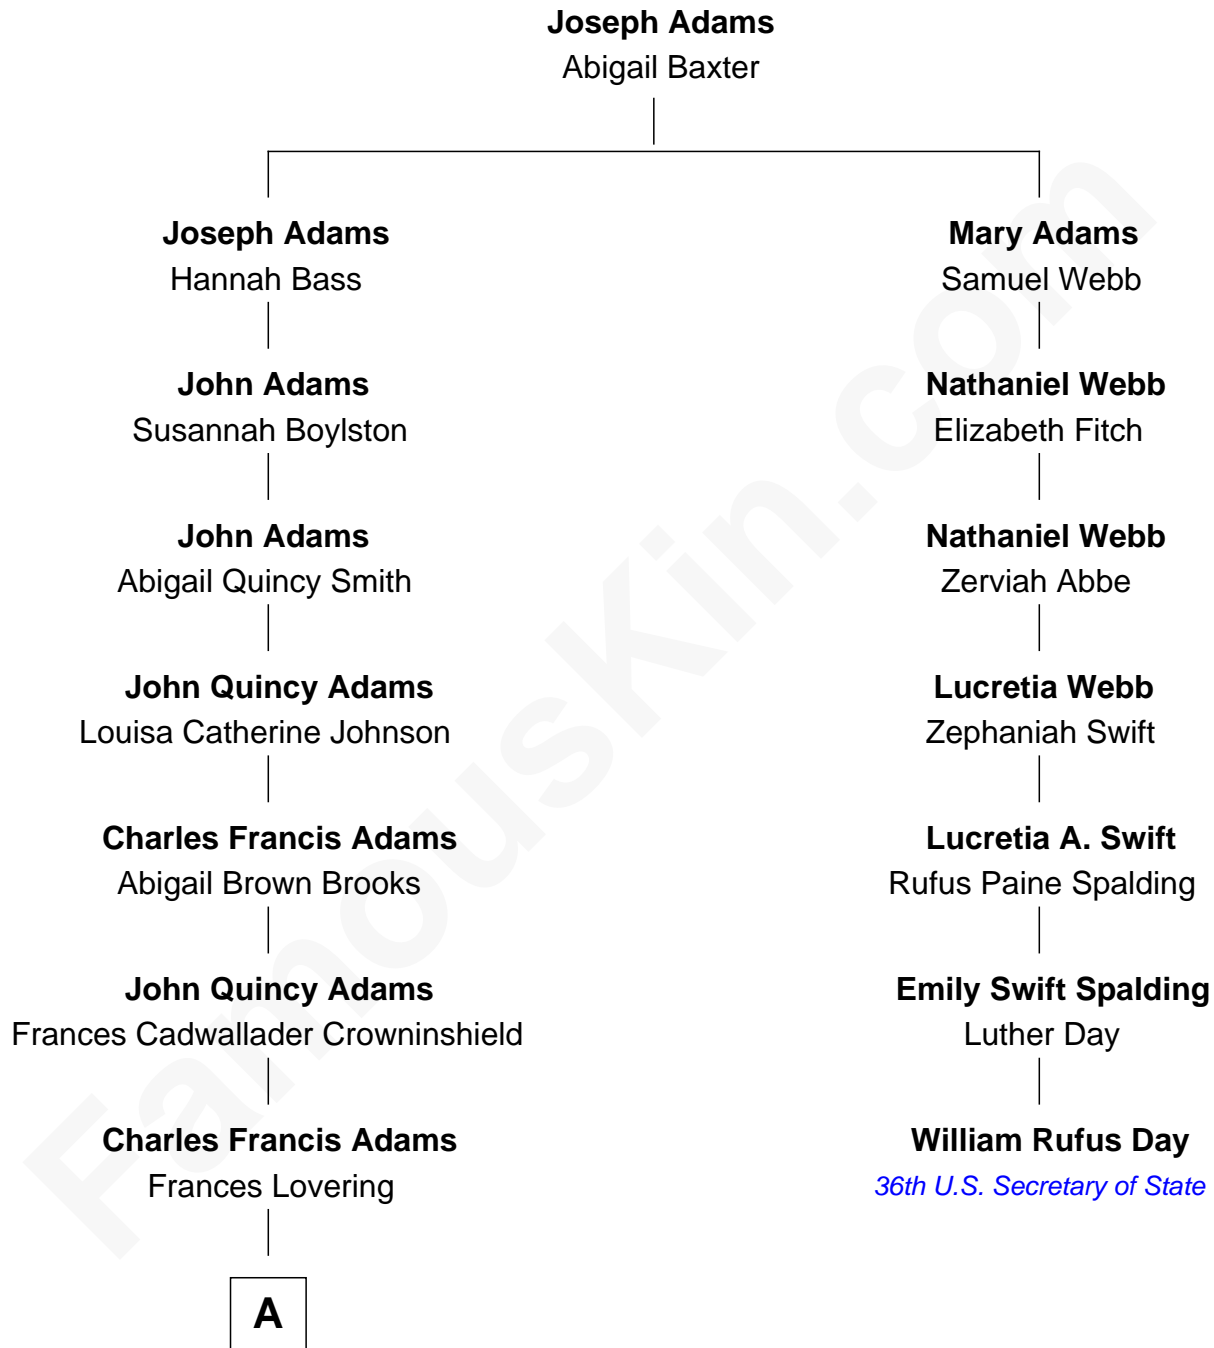 Joseph Adams
Abigail Baxter
Joseph Adams
Hannah Bass
Mary Adams
Samuel Webb
John Adams
Susannah Boylston
Nathaniel Webb
Elizabeth Fitch
John Adams
Abigail Quincy Smith
Nathaniel Webb
Zerviah Abbe
John Quincy Adams
Louisa Catherine Johnson
Lucretia Webb
Zephaniah Swift
Charles Francis Adams
Abigail Brown Brooks
Lucretia A. Swift
Rufus Paine Spalding
John Quincy Adams
Frances Cadwallader Crowninshield
Emily Swift Spalding
Luther Day
Charles Francis Adams
Frances Lovering
William Rufus Day
36th U.S. Secretary of State
A
FamousKin.com